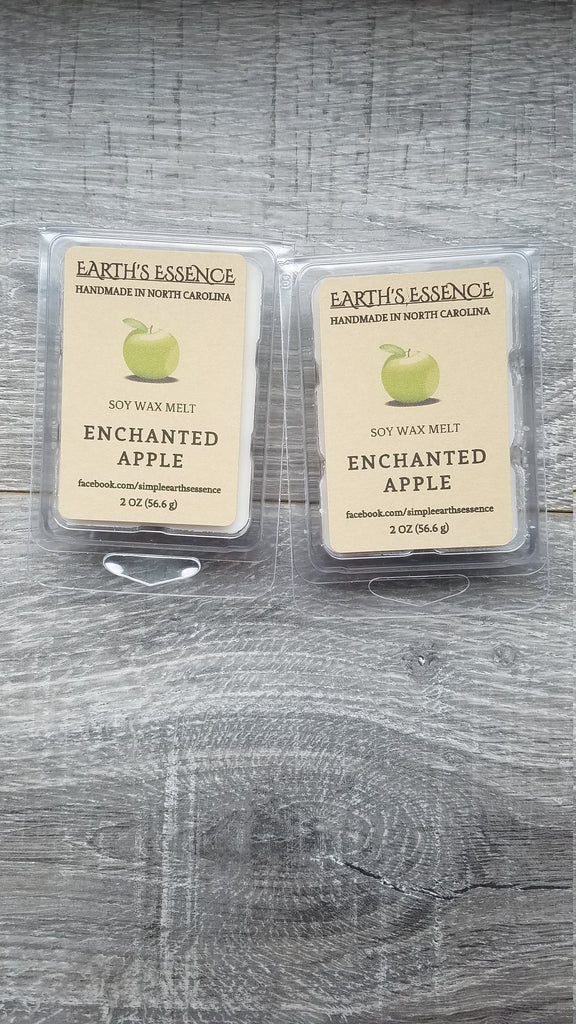 EARTH'S ESSENCE
HANDMADE IN NORTH CAROLINA
SOY WAX MELT
ENCHANTED
APPLE
facebook.com/simpleearthsessence
2 OZ (56.6 g)
EARTH'S ESSENCE
HANDMADE IN NORTH CAROLINA
SOY WAX MELT
ENCHANTED
APPLE
facebook.com/simpleearthsessence
2 OZ (56.6 g)